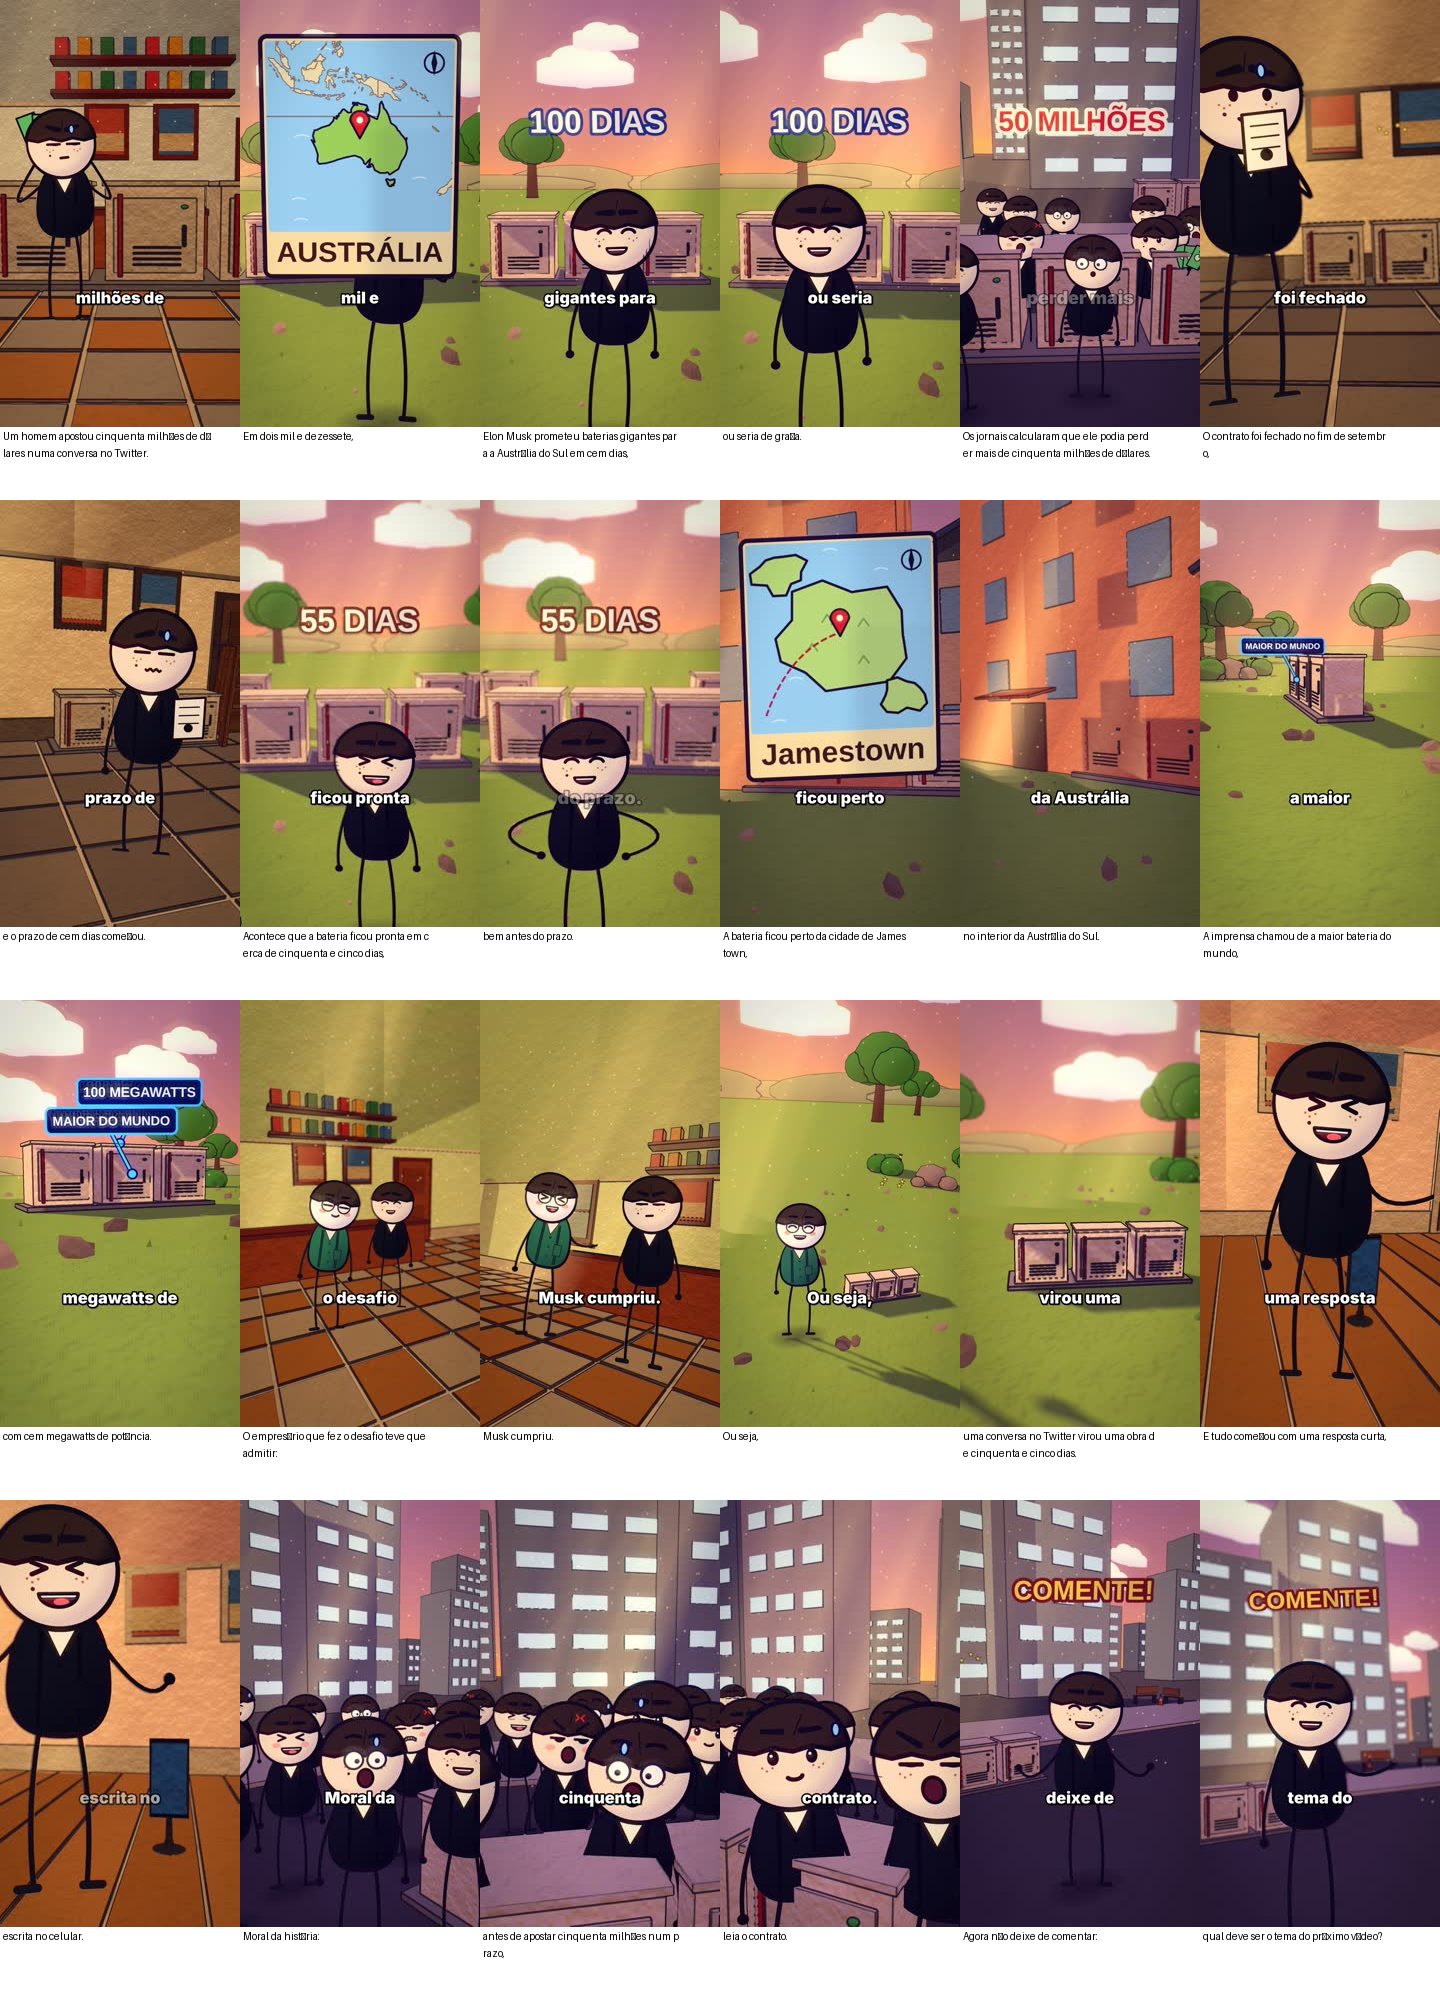 milhões de
AUSTRÁLIA
mil e
100 DIAS
gigantes para
100 DIAS
ou seria
50 MILHÕES
perder mais
foi fechado
Um homem apostou cinquenta milh□es de d□
lares numa conversa no Twitter.
Em dois mil e dezessete,
Elon Musk prometeu baterias gigantes par
a a Austr□lia do Sul em cem dias,
ou seria de gra□a.
Os jornais calcularam que ele podia perd
er mais de cinquenta milh□es de d□lares.
O contrato foi fechado no fim de setembr
o,
prazo de
55 DIAS
ficou pronta
55 DIAS
do prazo.
Jamestown
ficou perto
da Austrália
MAIOR DO MUNDO
a maior
e o prazo de cem dias come□ou.
Acontece que a bateria ficou pronta em c
erca de cinquenta e cinco dias,
bem antes do prazo.
A bateria ficou perto da cidade de James
town,
no interior da Austr□lia do Sul.
A imprensa chamou de a maior bateria do
mundo,
100 MEGAWATTS
MAIOR DO MUNDO
megawatts de
o desafio
Musk cumpriu.
Ou seja,
virou uma
uma resposta
com cem megawatts de pot□ncia.
O empres□rio que fez o desafio teve que
admitir:
Musk cumpriu.
Ou seja,
uma conversa no Twitter virou uma obra d
e cinquenta e cinco dias.
E tudo come□ou com uma resposta curta,
escrita no
Moral da
cinquenta
contrato.
COMENTE!
deixe de
COMENTE!
tema do
escrita no celular.
Moral da hist□ria:
antes de apostar cinquenta milh□es num p
razo,
leia o contrato.
Agora n□o deixe de comentar:
qual deve ser o tema do pr□ximo v□deo?